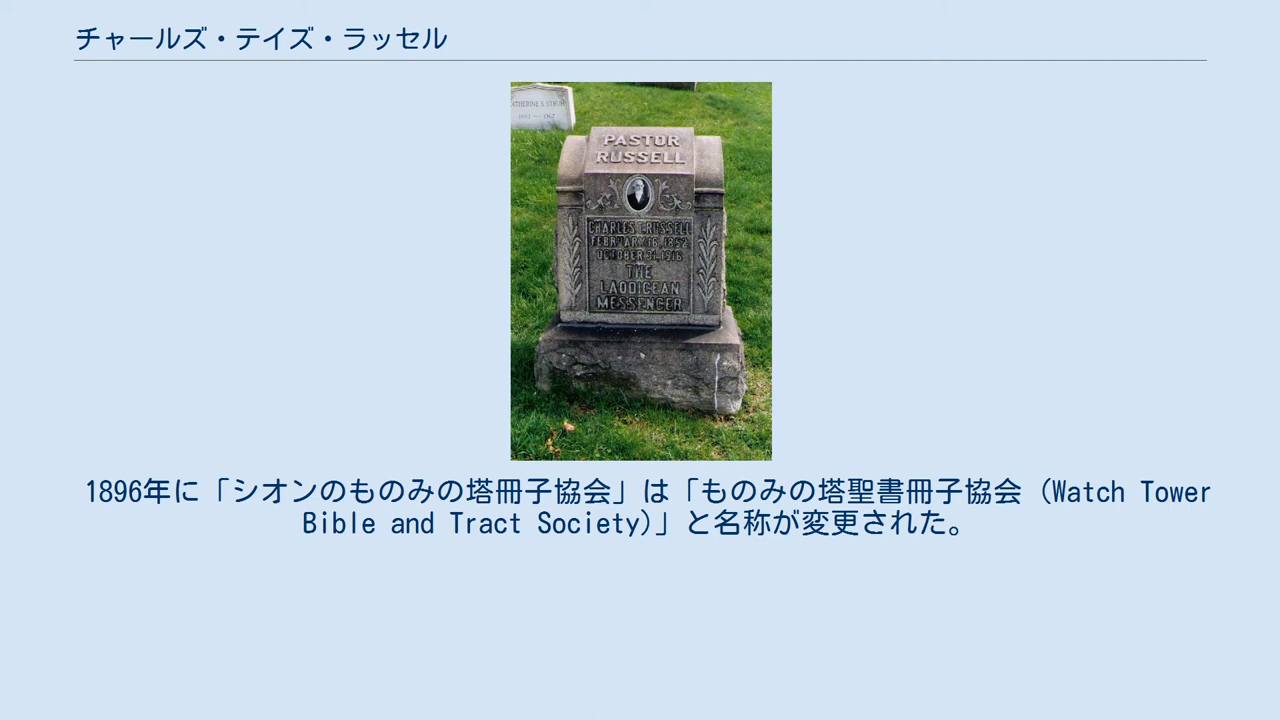 チャールズ・テイズ・ラッセル
PASTOR
RUSSELL
CHARLES T. RUSSELL
FEBRUARY 16, 1852
OCTOBER 31, 1916
THE
LAODICEAN
MESSENGER
1896年に「シオンのものみの塔冊子協会」は「ものみの塔聖書冊子協会 (Watch Tower
Bible and Tract Society)」と名称が変更された。